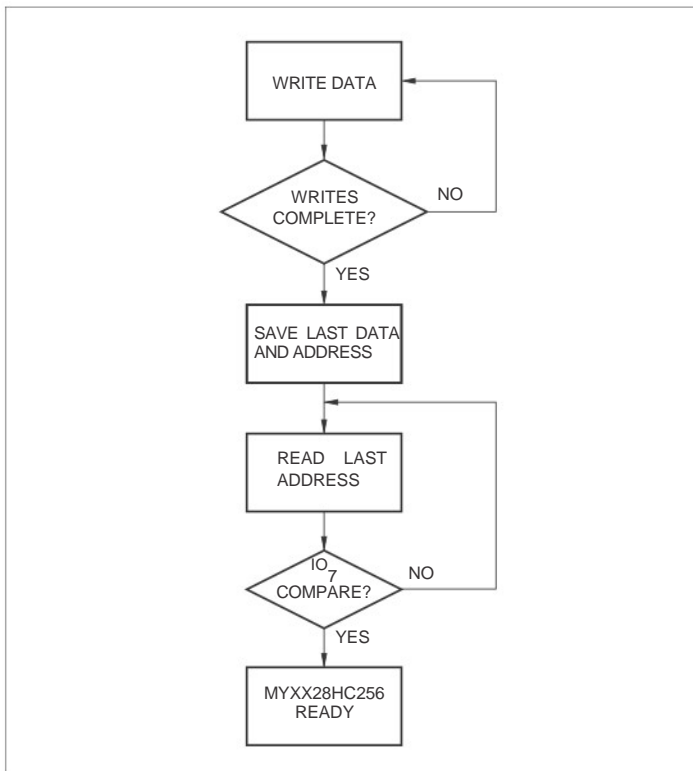 WRITE DATA
WRITES
NO
COMPLETE?
YES
SAVE LAST DATA
AND ADDRESS
READ LAST
ADDRESS
IO7
NO
COMPARE?
YES
MYXX28HC256
READY